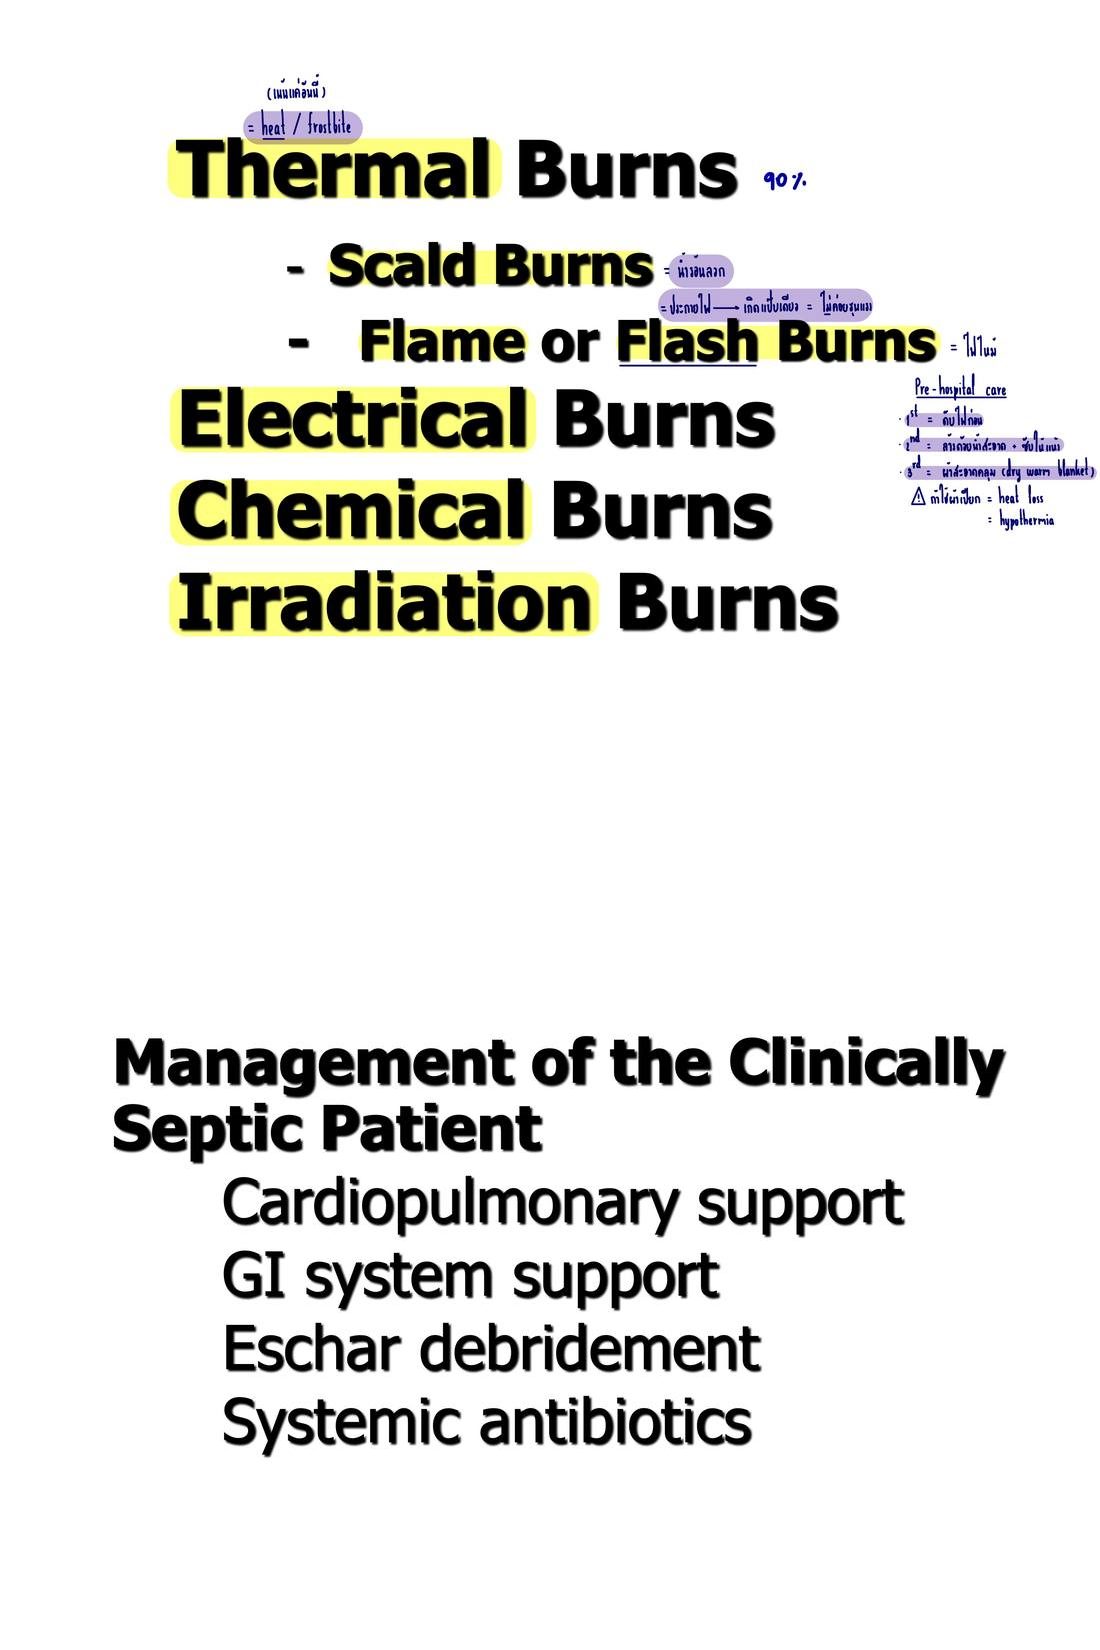 (เน้นแค่อันนี้)
= heat / frostbite
Thermal Burns 90%
- Scald Burns = น้ำร้อนลวก
= ประกายไฟ → เกิดแป๊บเดียว = ไม่ค่อยรุนแรง
- Flame or Flash Burns = ไฟไหม้
Electrical Burns
Pre-hospital care
· 1st = ดับไฟก่อน
· 2nd = ล้างด้วยน้ำสะอาด + ซับให้แห้ง
· 3rd = ผ้าสะอาดคลุม (dry warm blanket)
⚠ ถ้าใช้ผ้าเปียก = heat loss
= hypothermia
Chemical Burns
Irradiation Burns
Management of the Clinically
Septic Patient
Cardiopulmonary support
GI system support
Eschar debridement
Systemic antibiotics